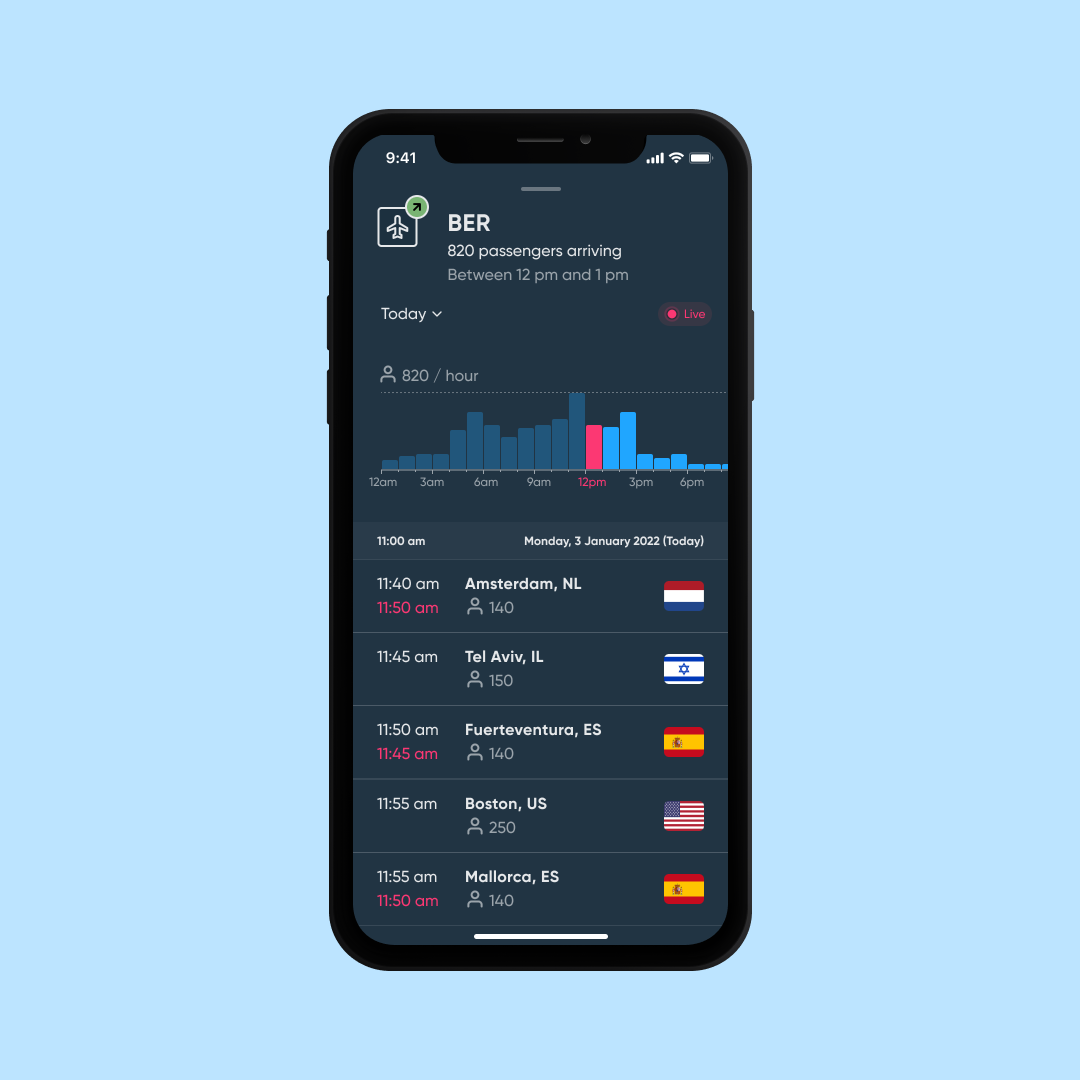 9:41
BER
820 passengers arriving
Between 12 pm and 1 pm
Today
Live
820 / hour
12am 3am 6am 9am 12pm 3pm 6pm
11:00 am Monday, 3 January 2022 (Today)
11:40 am Amsterdam, NL
11:50 am 140
11:45 am Tel Aviv, IL
150
11:50 am Fuerteventura, ES
11:45 am 140
11:55 am Boston, US
250
11:55 am Mallorca, ES
11:50 am 140